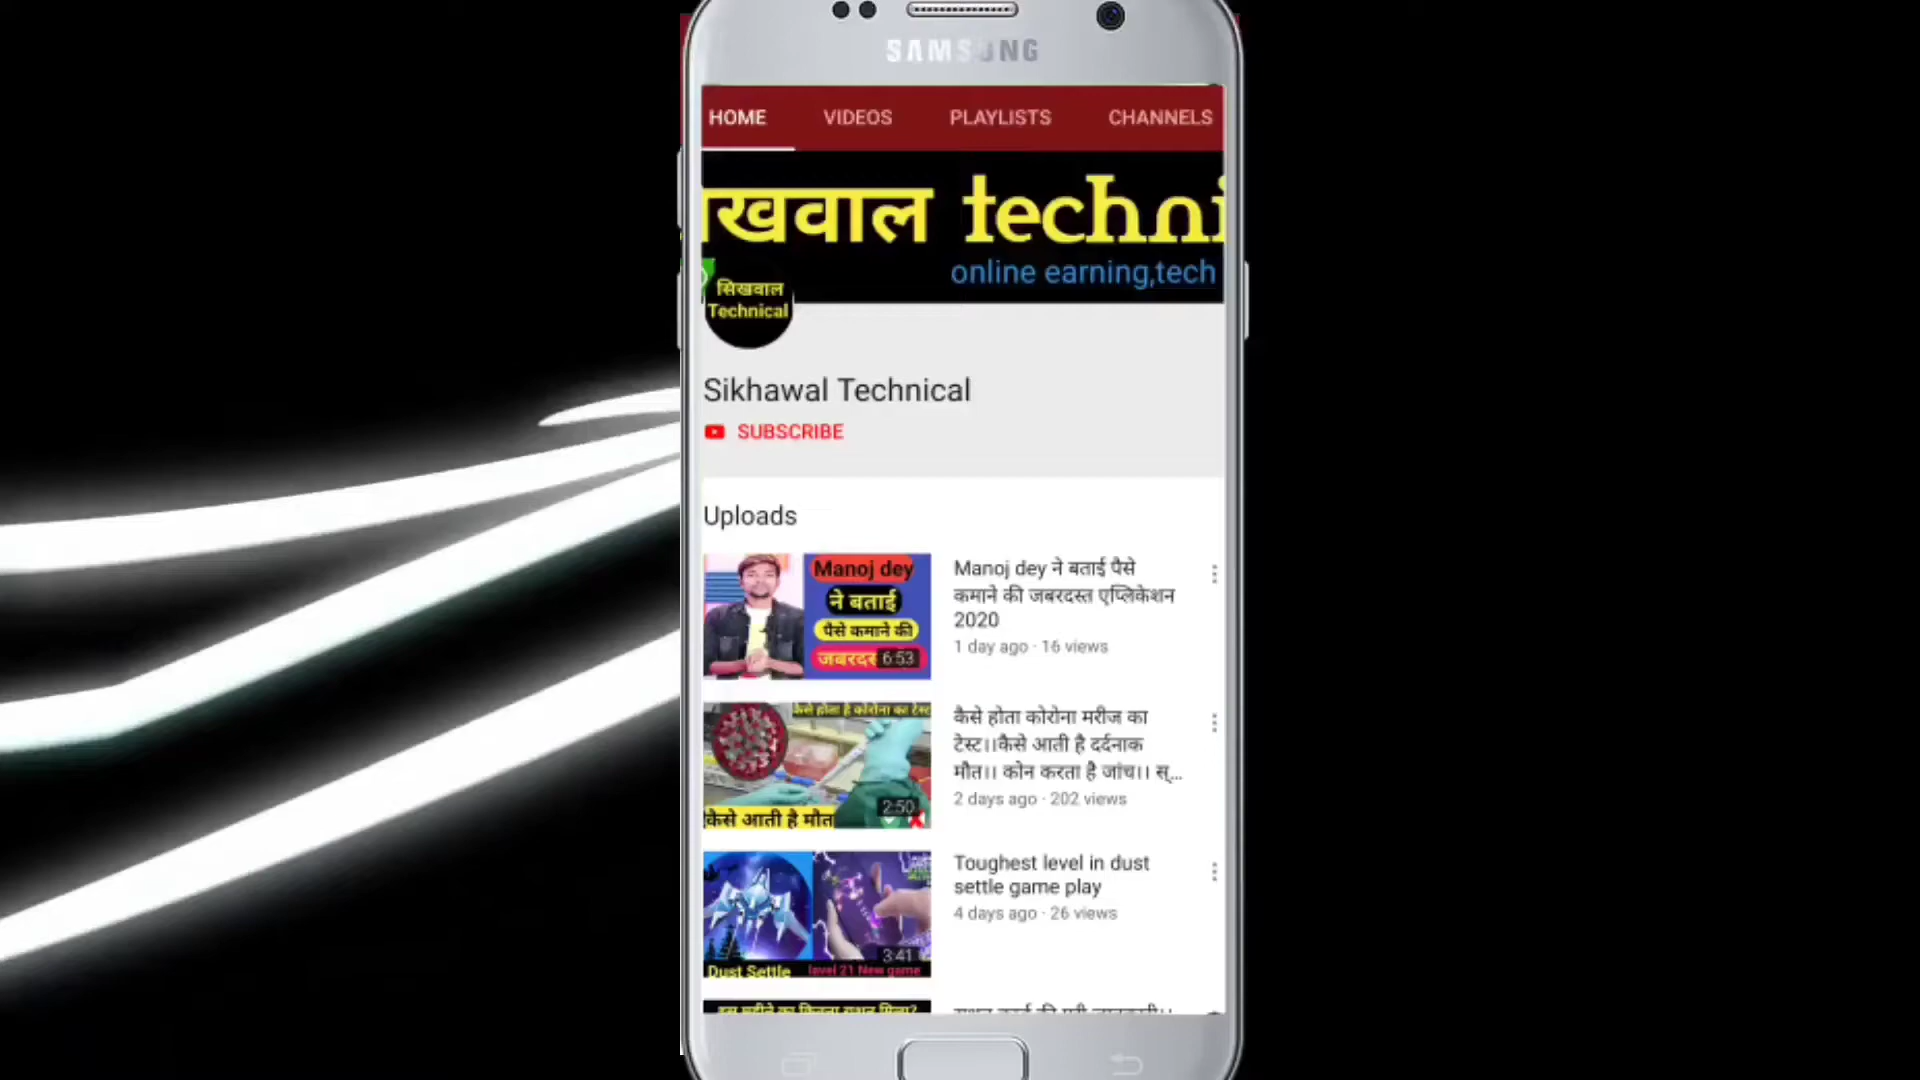 SAMSUNG
HOME VIDEOS PLAYLISTS CHANNELS
खवाल techni
online earning,tech
सिखवाल
Technical
Sikhawal Technical
SUBSCRIBE
Uploads
Manoj dey
ने बताई
पैसे कमाने की
जबरदस
6:53
Manoj dey ने बताई पैसे
कमाने की जबरदस्त एप्लिकेशन
2020
1 day ago · 16 views
कैसे होता है कोरोना का टेस्ट
2:50
कैसे आती है मौत
कैसे होता कोरोना मरीज का
टेस्ट।।कैसे आती है दर्दनाक
मौत।। कोन करता है जांच।। स्...
2 days ago · 202 views
3:41
Dust Settle
level 21 New game
Toughest level in dust
settle game play
4 days ago · 26 views